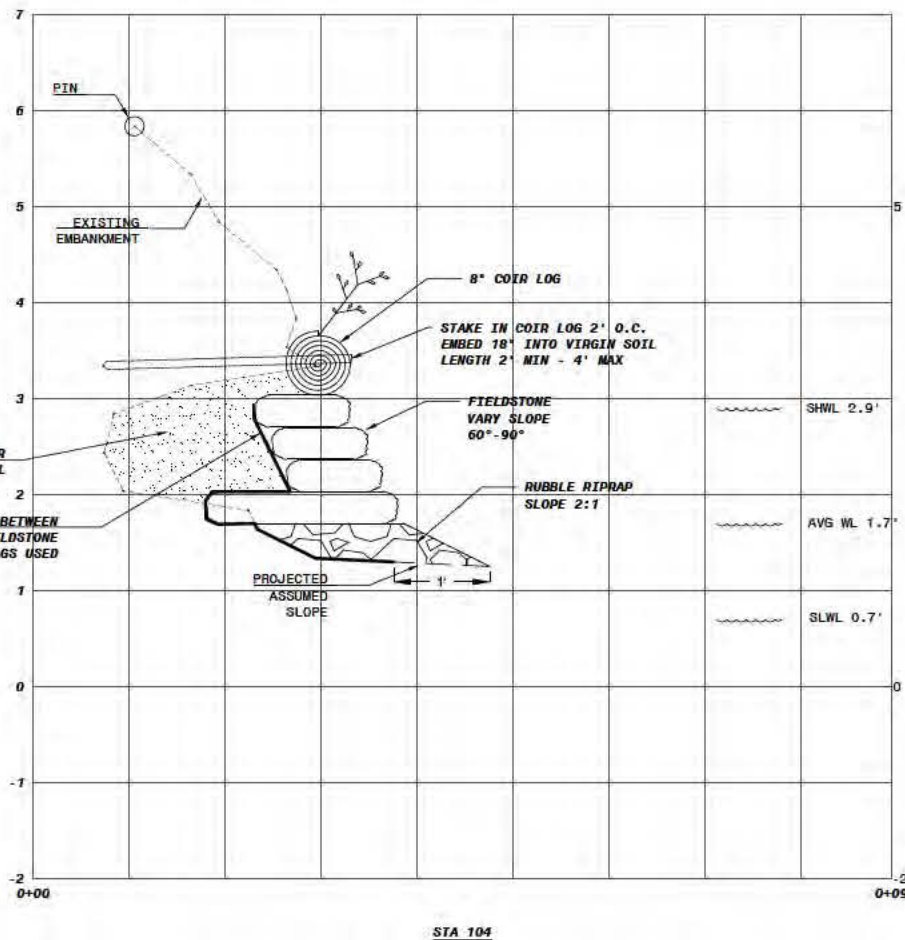 7
6
5
4
3
2
1
0
-1
-2
PIN
EXISTING
EMBANKMENT
8" COIR LOG
STAKE IN COIR LOG 2' O.C.
EMBED 18" INTO VIRGIN SOIL
LENGTH 2' MIN - 4' MAX
FIELDSTONE
VARY SLOPE
60°-90°
R
L
BETWEEN
LDSTONE
GS USED
RUBBLE RIPRAP
SLOPE 2:1
PROJECTED
ASSUMED
SLOPE
1'
SHWL 2.9'
AVG WL 1.7'
SLWL 0.7'
5
0
-2
0+00
0+09
STA 104